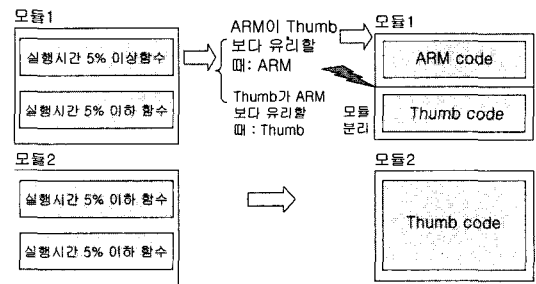 모듈1
실행시간 5% 이상함수
실행시간 5% 이하 함수
ARM이 Thumb
보다 유리할
때: ARM
Thumb가 ARM
보다 유리할
때 : Thumb
모듈1
ARM code
모듈
분리
Thumb code
모듈2
실행시간 5% 이하 함수
실행시간 5% 이하 함수
모듈2
Thumb code